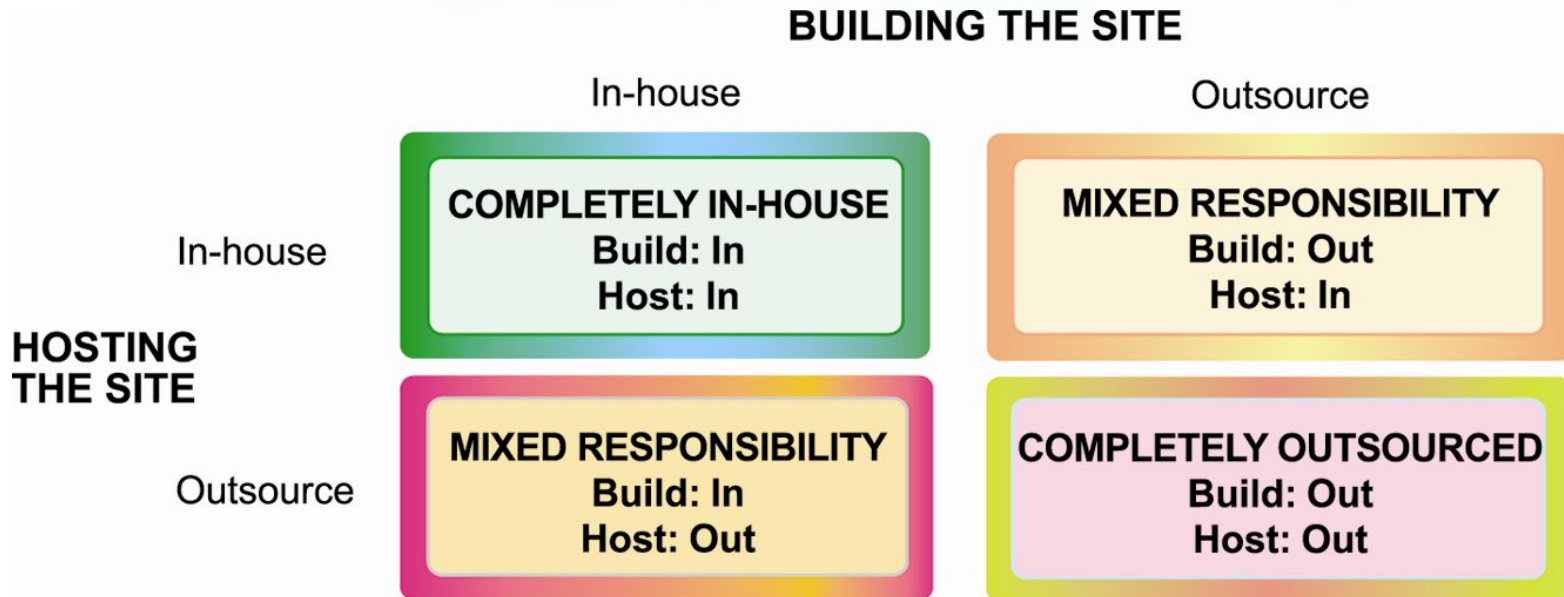 BUILDING THE SITE
In-house
Outsource
COMPLETELY IN-HOUSE
Build: In
Host: In
MIXED RESPONSIBILITY
Build: Out
Host: In
In-house
HOSTING
THE SITE
MIXED RESPONSIBILITY
Build: In
Host: Out
COMPLETELY OUTSOURCED
Build: Out
Host: Out
Outsource